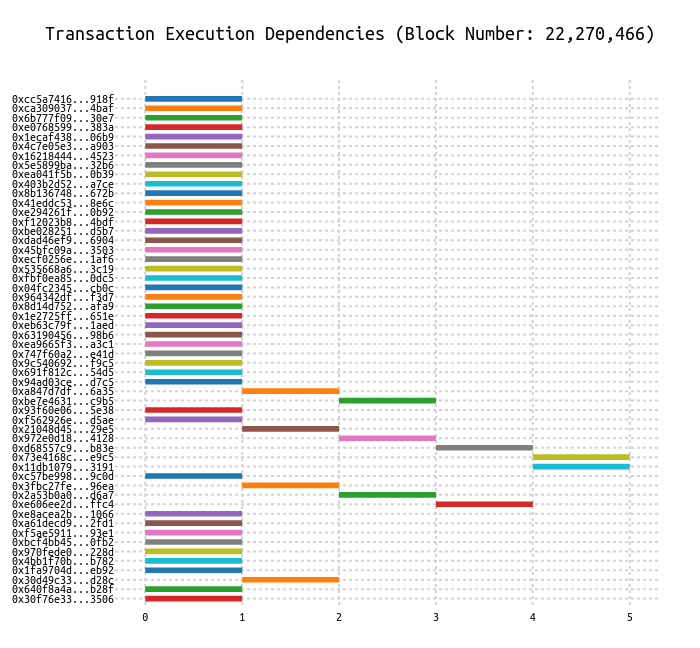 Transaction Execution Dependencies (Block Number: 22,270,466)
0xcc5a7416...918f
0xca309037...4baf
0x6b777f09...30e7
0xe0768599...383a
0x1ecaf438...06b9
0x4c7e05e3...a903
0x16218444...4523
0x5e5899ba...32b6
0xea041f5b...0b39
0x403b2d52...a7ce
0x8b136748...672b
0x41eddc53...8e6c
0xe294261f...0b92
0xf12023b8...4bdf
0xbe028251...d5b7
0xdad46ef9...6904
0x45bfc09a...3503
0xecf0256e...1af6
0x535668a6...3c19
0xfbf0ea85...0dc5
0x04fc2345...cb0c
0x964342df...f3d7
0x8d14d752...afa9
0x1e2725ff...651e
0xeb63c79f...1aed
0x63190456...98b6
0xea9665f3...a3c1
0x747f60a2...e41d
0x9c540692...f9c5
0x691f812c...54d5
0x94ad03ce...d7c5
0xa847d7df...6a35
0xbe7e4631...c9b5
0x93f60e06...5e38
0xf562926e...d5ae
0x21048d45...29e5
0x972e0d18...4128
0xd68557c9...b83e
0x73e4168c...e9c5
0x11db1079...3191
0xc57be998...9c0d
0x3fbc27fe...96ea
0x2a53b0a0...d6a7
0xe606ee2d...ffc4
0xe8acea2b...1066
0xa61decd9...2fd1
0xf5ae5911...93e1
0xbcf4bb45...0fb2
0x970fede0...228d
0x4bb1f70b...b782
0x1fa9704d...eb92
0x30d49c33...d28c
0x640f8a4a...b28f
0x30f76e33...3506
0 1 2 3 4 5